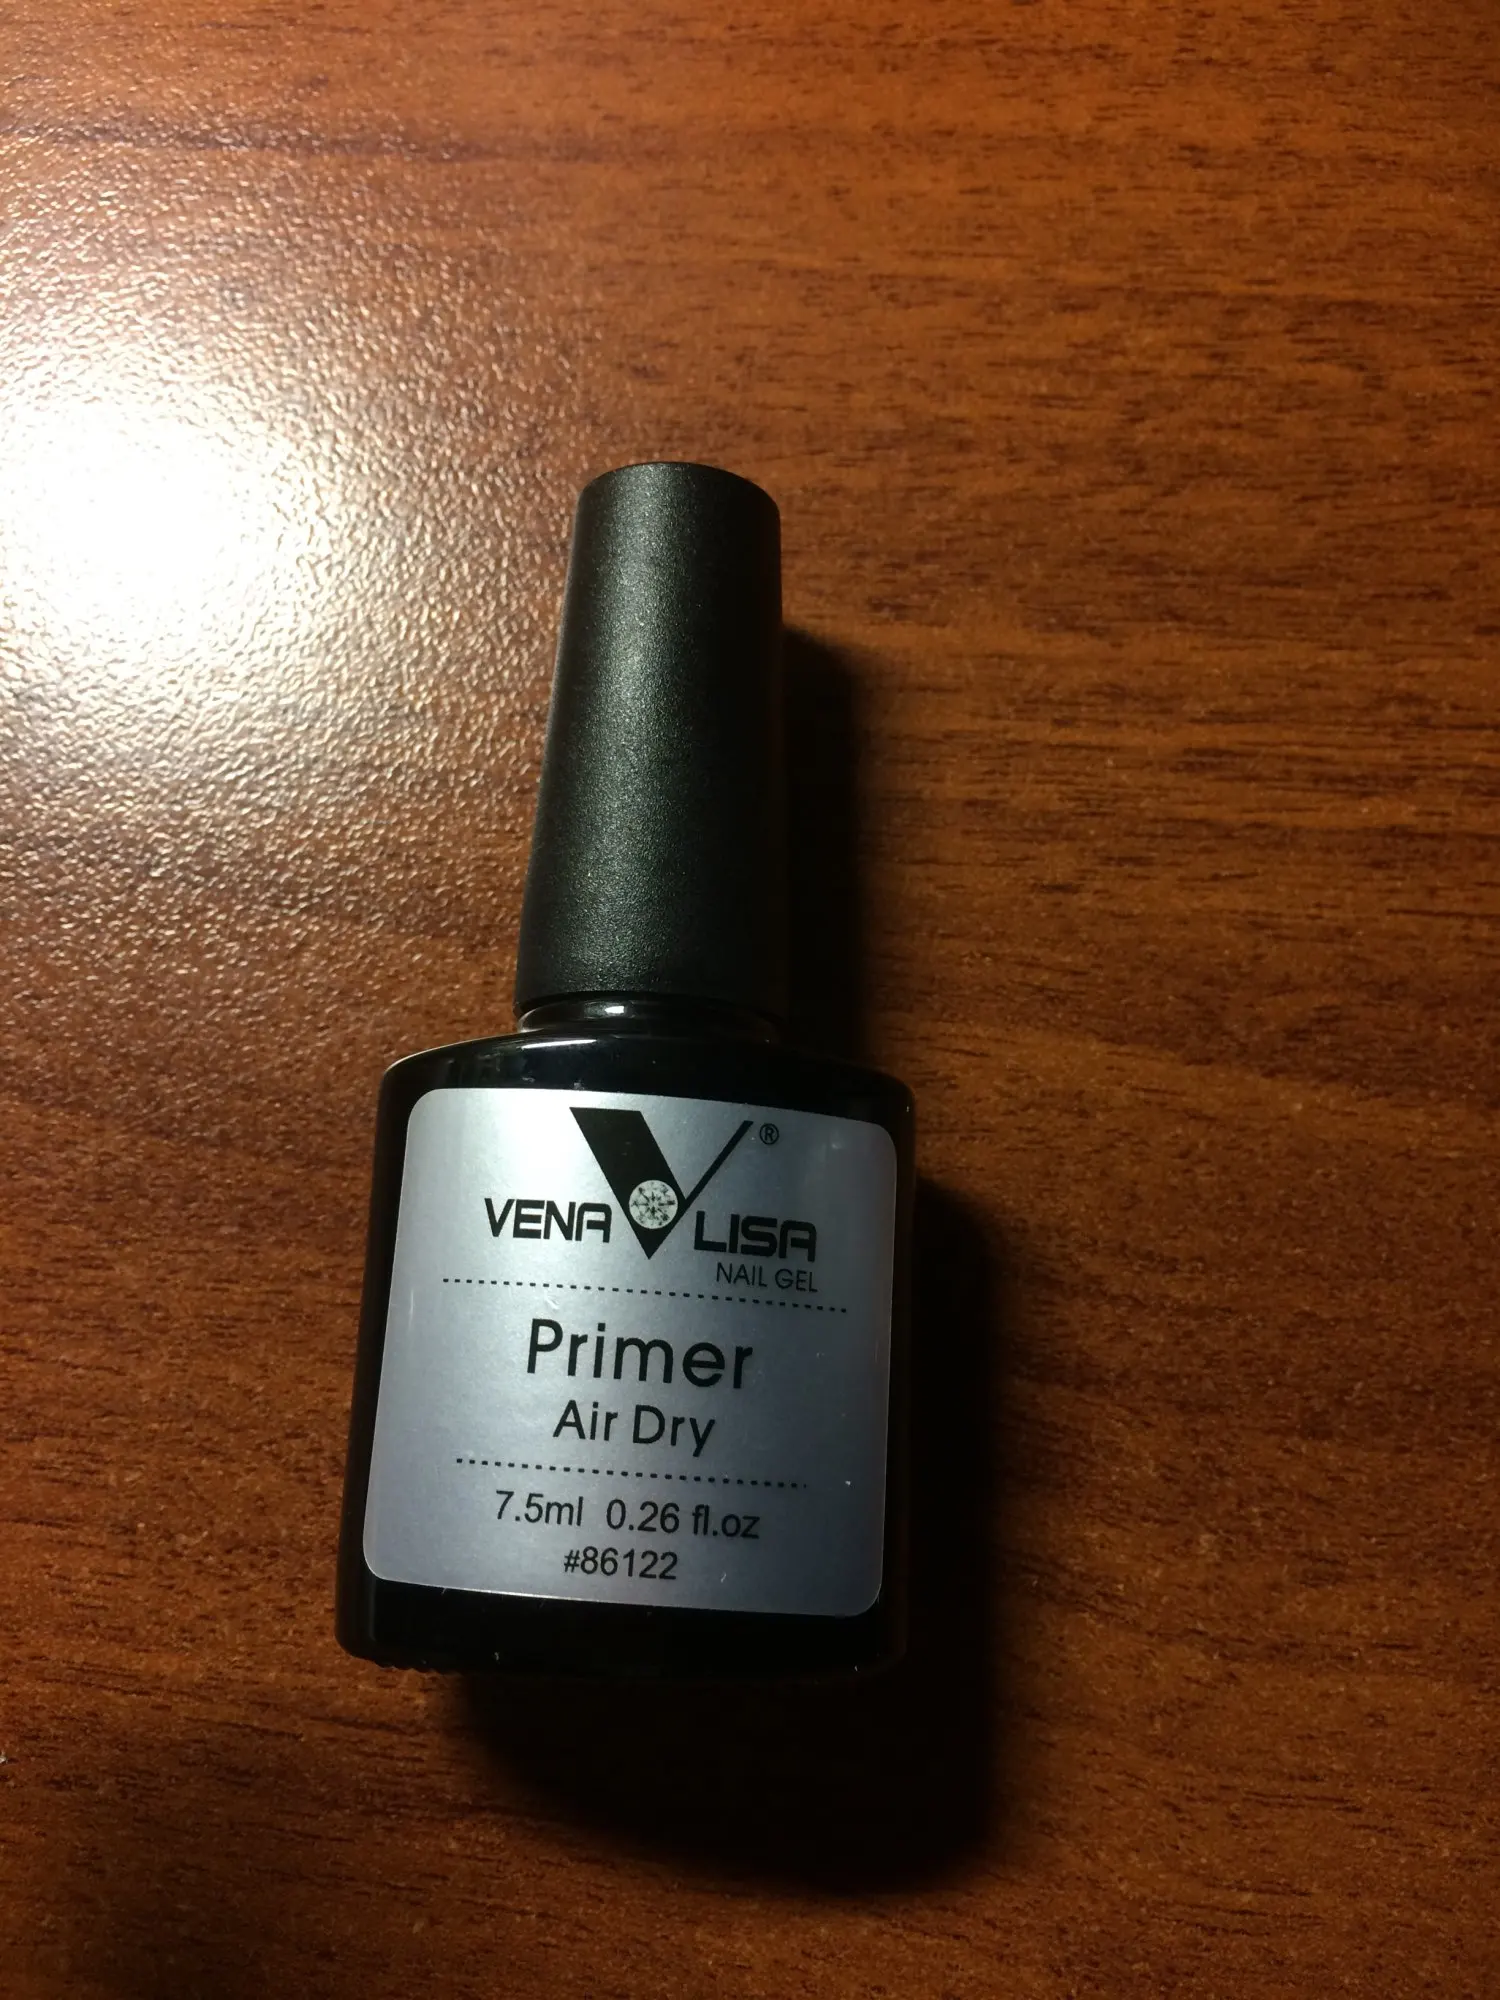 ®
VENA LISA
NAIL GEL
Primer
Air Dry
7.5ml 0.26 fl.oz
#86122